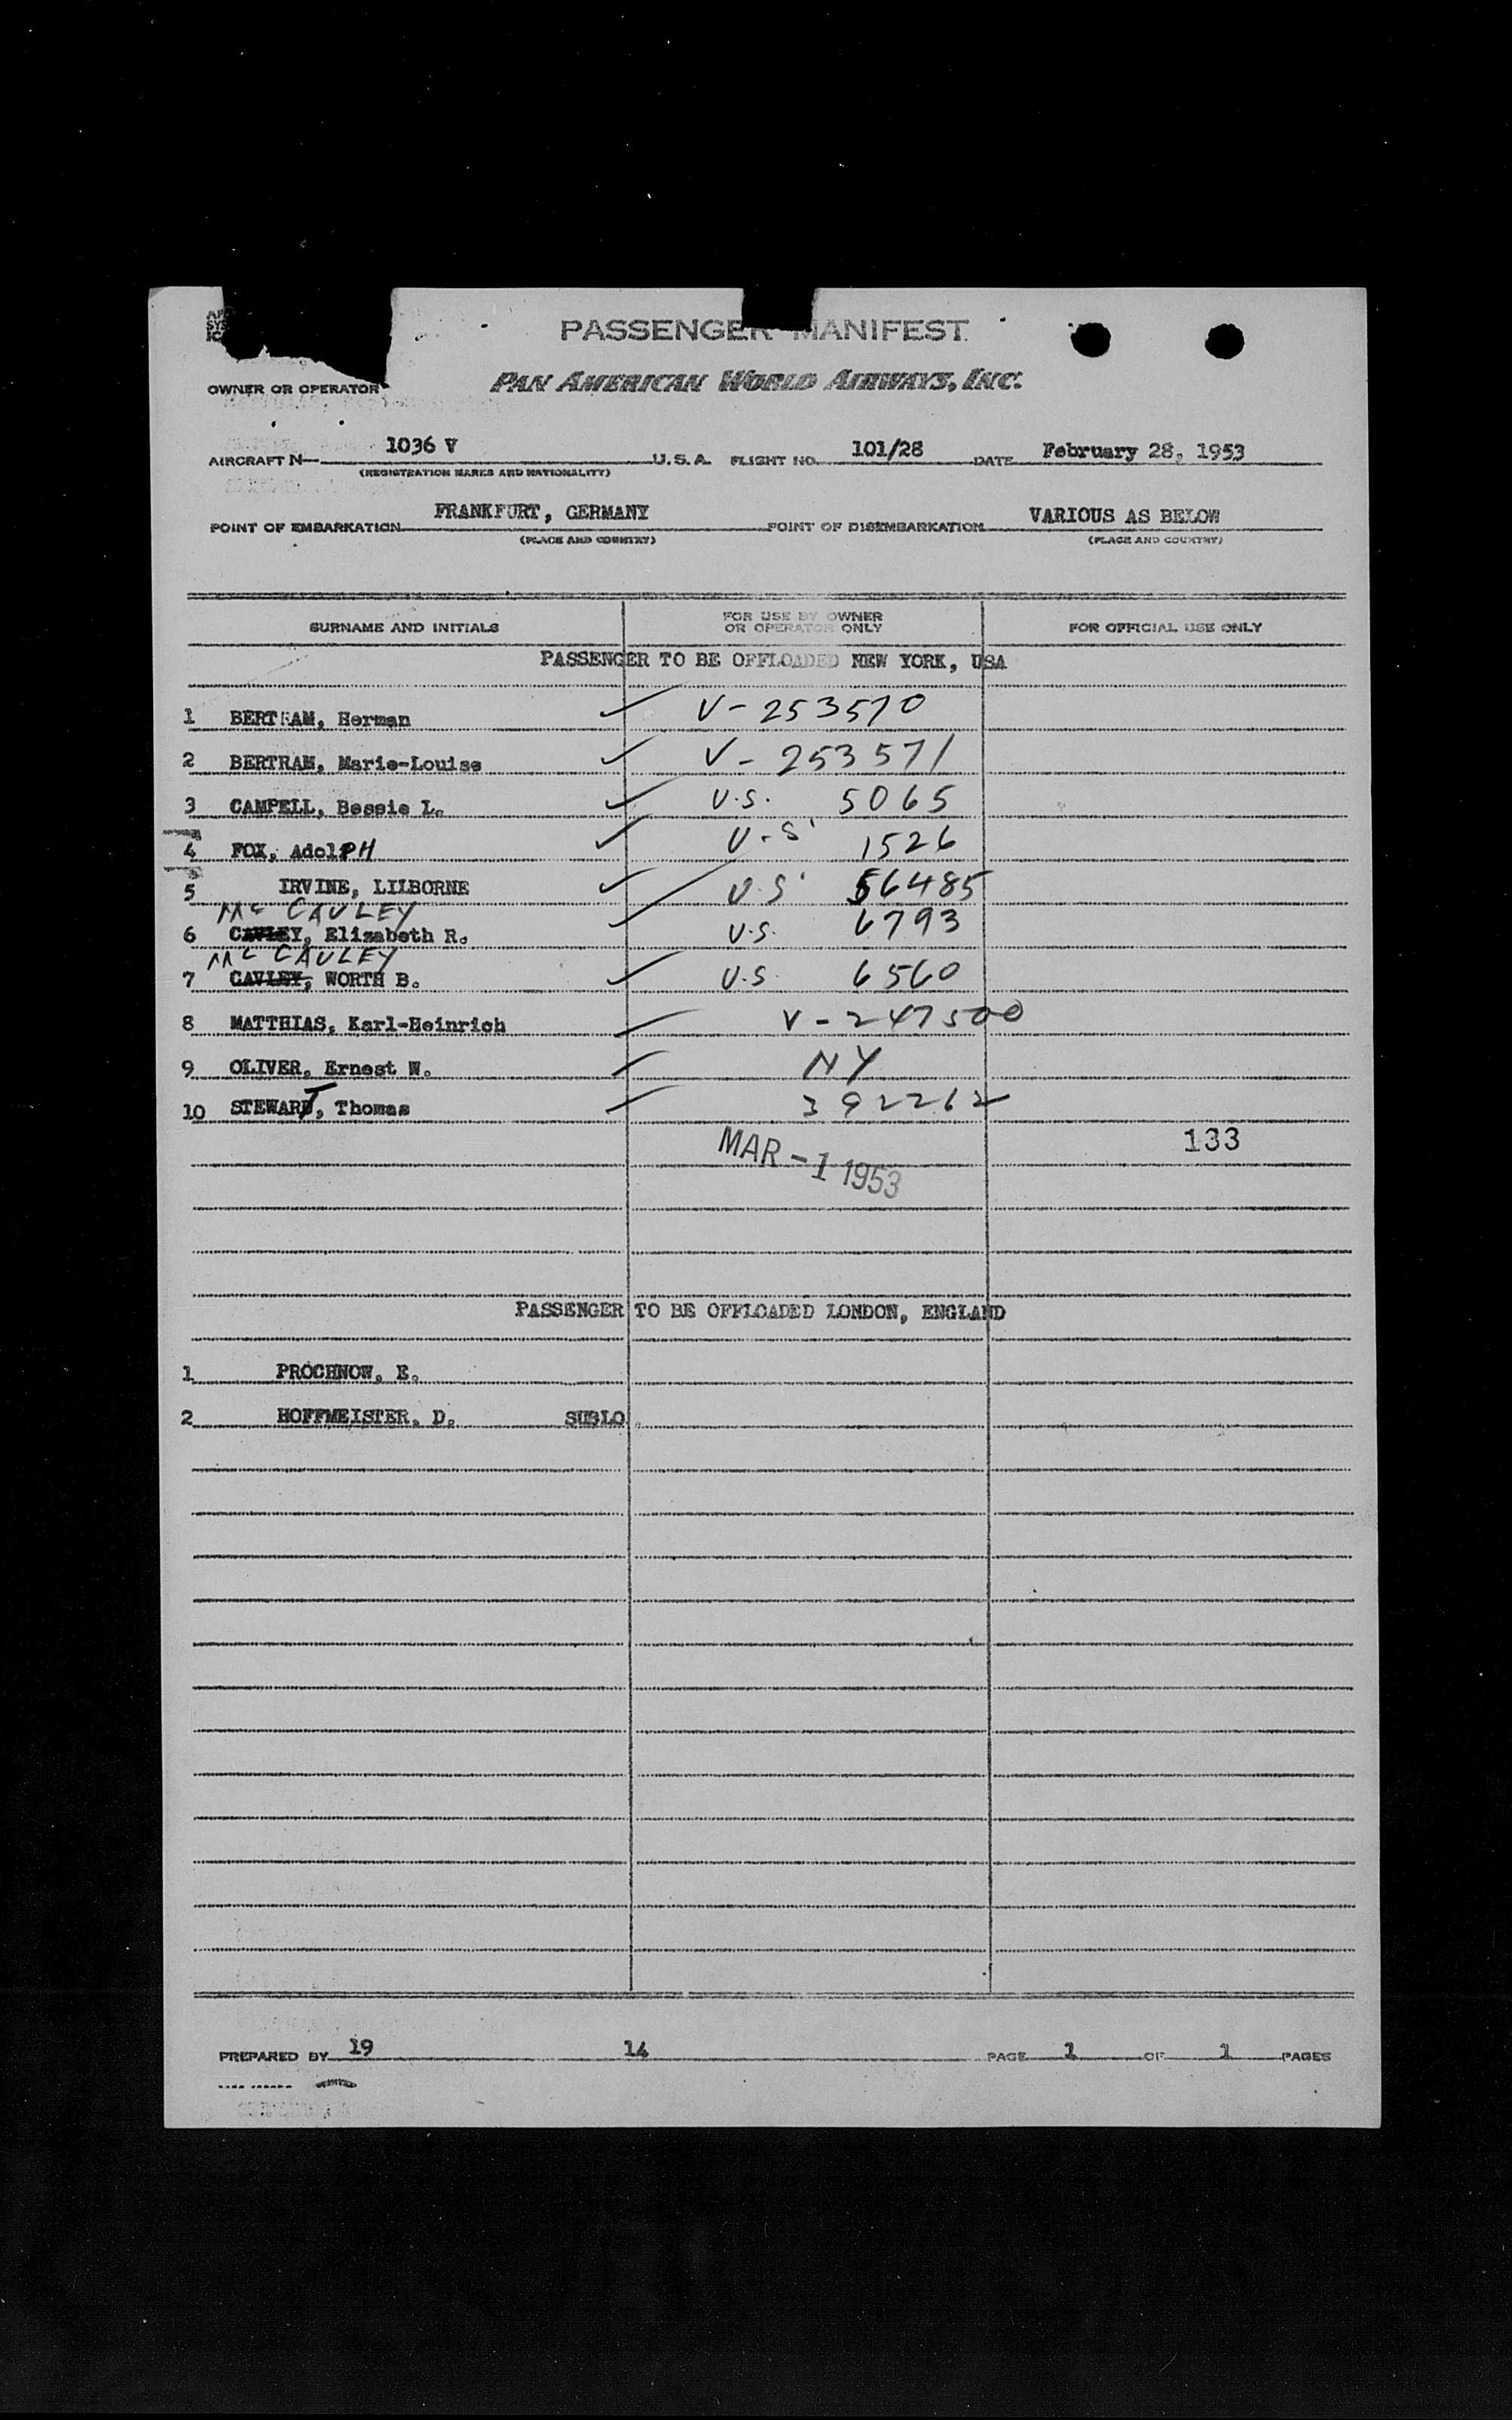 PASSENGER MANIFEST
OWNER OR OPERATOR PAN AMERICAN WORLD AIRWAYS, INC.
AIRCRAFT N— 1036 V U.S.A. FLIGHT NO. 101/28 DATE February 28, 1953
(REGISTRATION MARKS AND NATIONALITY)
POINT OF EMBARKATION FRANKFURT, GERMANY POINT OF DISEMBARKATION VARIOUS AS BELOW
(PLACE AND COUNTRY) (PLACE AND COUNTRY)
SURNAME AND INITIALS FOR USE BY OWNER OR OPERATOR ONLY FOR OFFICIAL USE ONLY
PASSENGER TO BE OFFLOADED NEW YORK, USA
1 BERTRAM, Herman V-253570
2 BERTRAM, Marie-Louise V-253571
3 CAMPELL, Bessie L. U.S. 5065
4 FOX, AdolPH U.S. 1526
5 IRVINE, LILBORNE U.S. 56485
Mc CAULEY
6 CAVLEY, Elizabeth R. U.S. 6793
Mc CAULEY
7 CAVLEY, WORTH B. U.S. 6560
8 MATTHIAS, Karl-Heinrich V-247500
9 OLIVER, Ernest W. NY
10 STEWART, Thomas 392262
133
MAR - 1 1953
PASSENGER TO BE OFFLOADED LONDON, ENGLAND
1 PROCHNOW, E.
2 HOFFMEISTER, D. SUBLO
PREPARED BY 19 14 PAGE 1 OF 1 PAGES